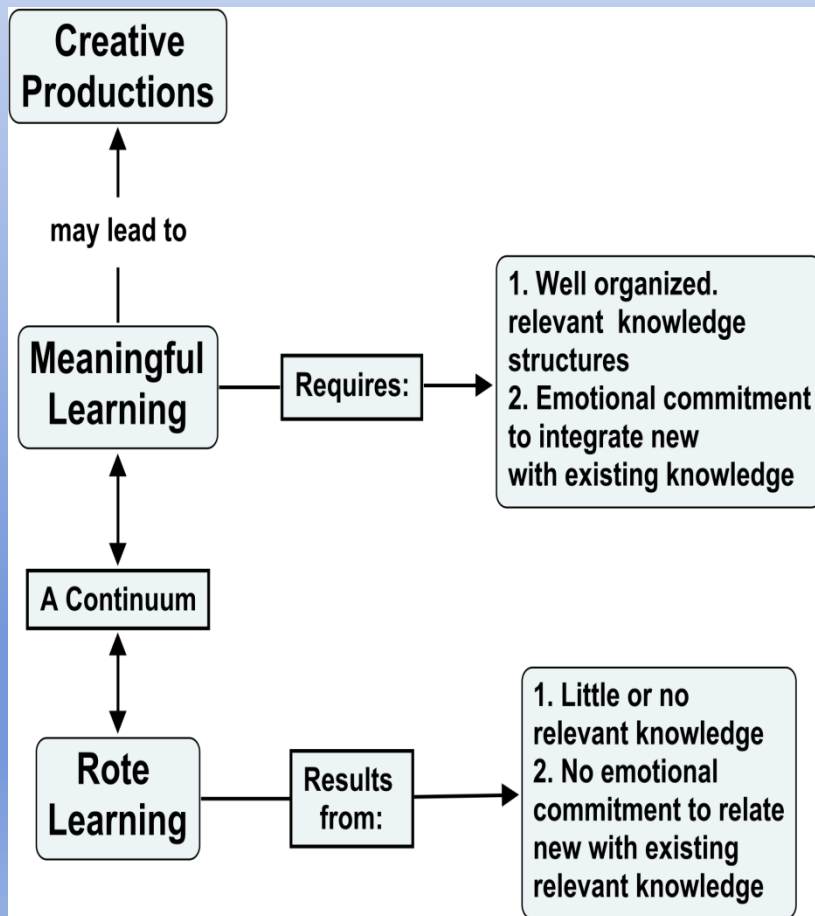 Creative
Productions
may lead to
Meaningful
Learning
Requires:
1. Well organized.
relevant knowledge
structures
2. Emotional commitment
to integrate new
with existing knowledge
A Continuum
Rote
Learning
Results
from:
1. Little or no
relevant knowledge
2. No emotional
commitment to relate
new with existing
relevant knowledge